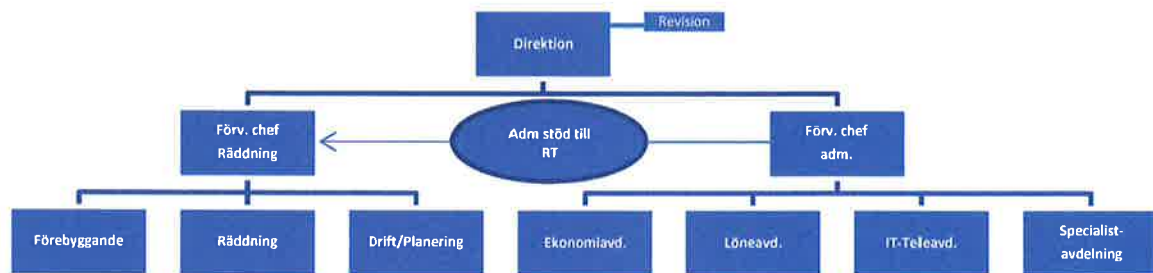 Revision
Direktion
Förv. chef
Räddning
Adm stöd till
RT
Förv. chef
adm.
Förebyggande
Räddning
Drift/Planering
Ekonomiavd.
Löneavd.
IT-Teleavd.
Specialist-
avdelning